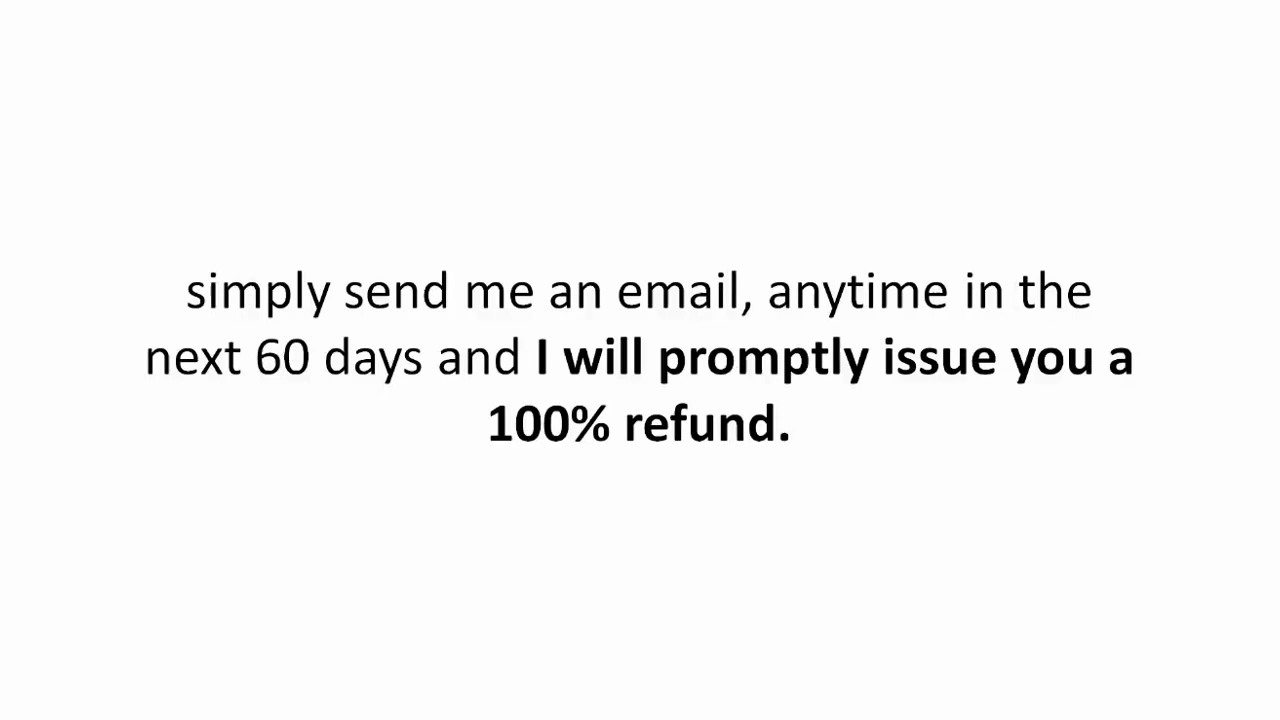 simply send me an email, anytime in the
next 60 days and I will promptly issue you a
100% refund.